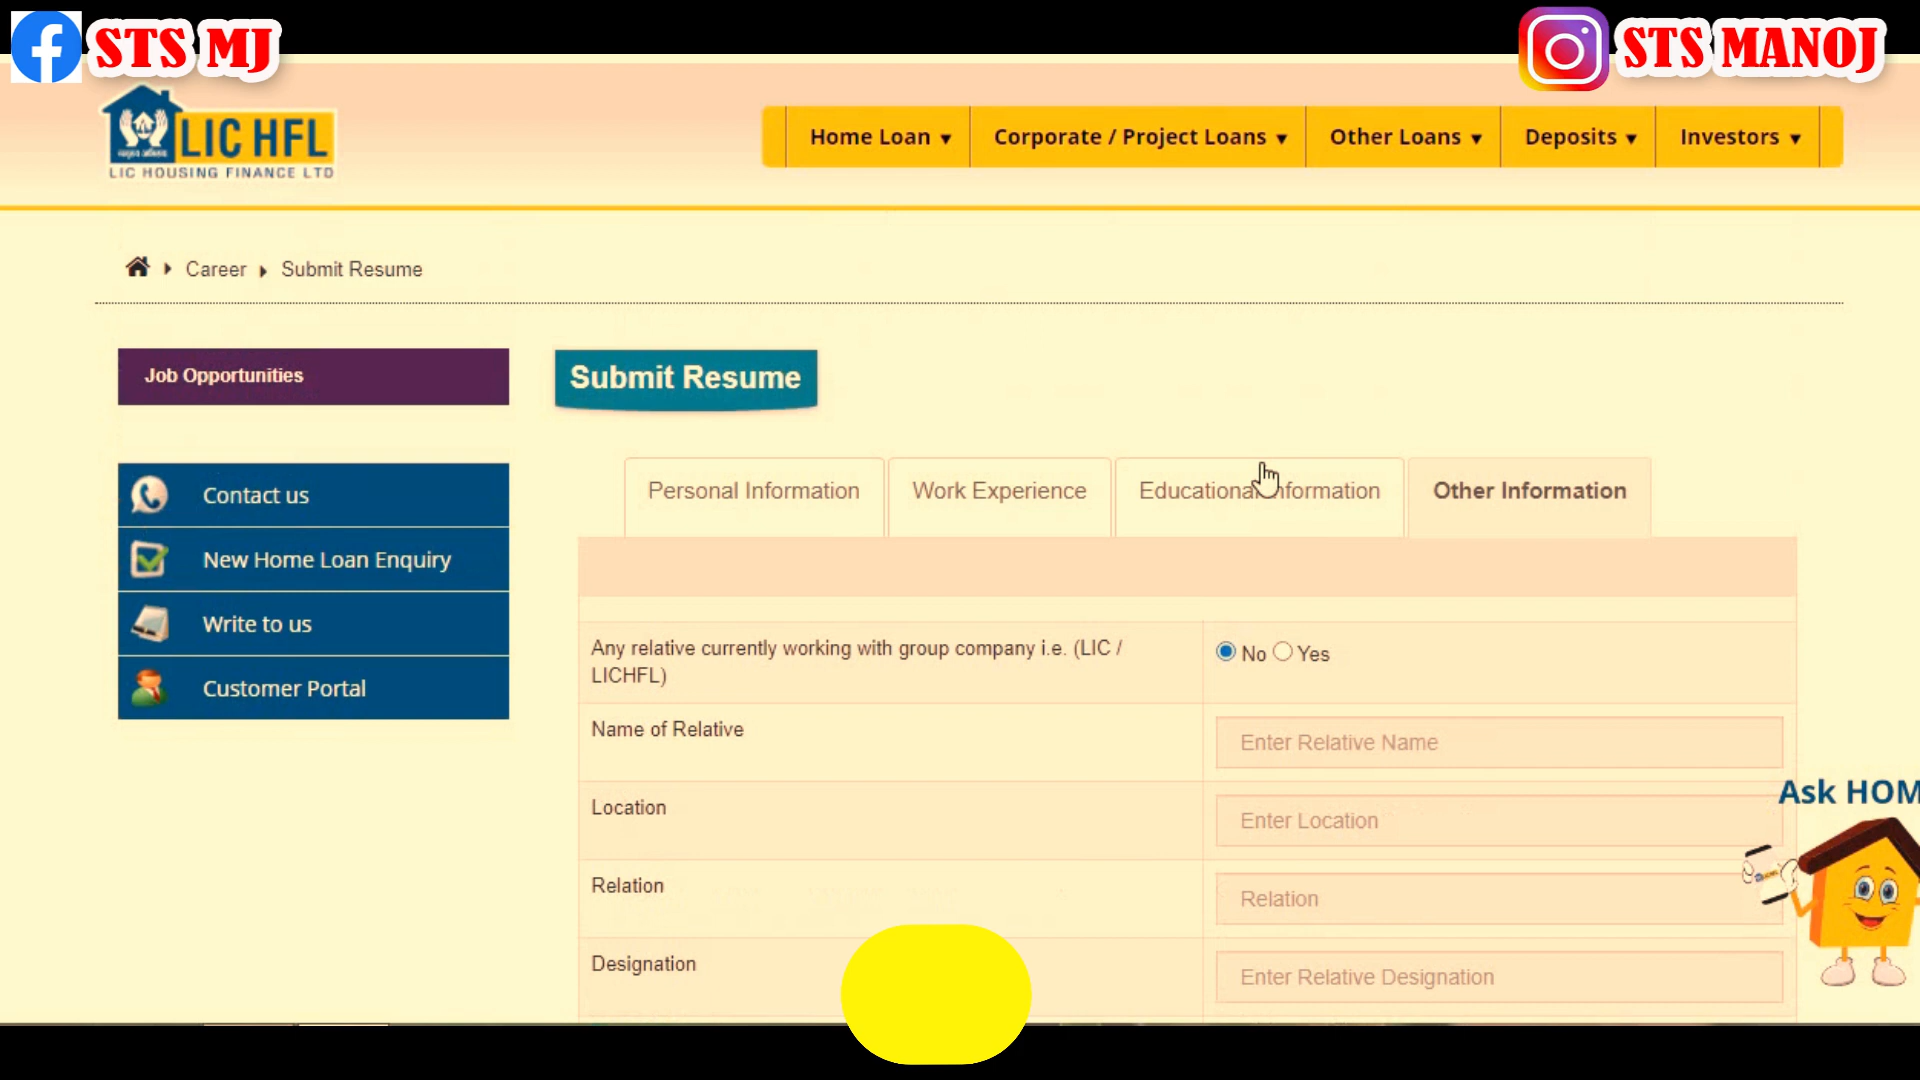 STS MJ
STS MANOJ
LIC HFL
LIC HOUSING FINANCE LTD
Home Loan ▾
Corporate / Project Loans ▾
Other Loans ▾
Deposits ▾
Investors ▾
Career
Submit Resume
Job Opportunities
Contact us
New Home Loan Enquiry
Write to us
Customer Portal
Submit Resume
Personal Information
Work Experience
Educational Information
Other Information
Any relative currently working with group company i.e. (LIC /
LICHFL)
No Yes
Name of Relative
Enter Relative Name
Location
Enter Location
Relation
Relation
Designation
Enter Relative Designation
Ask HOM